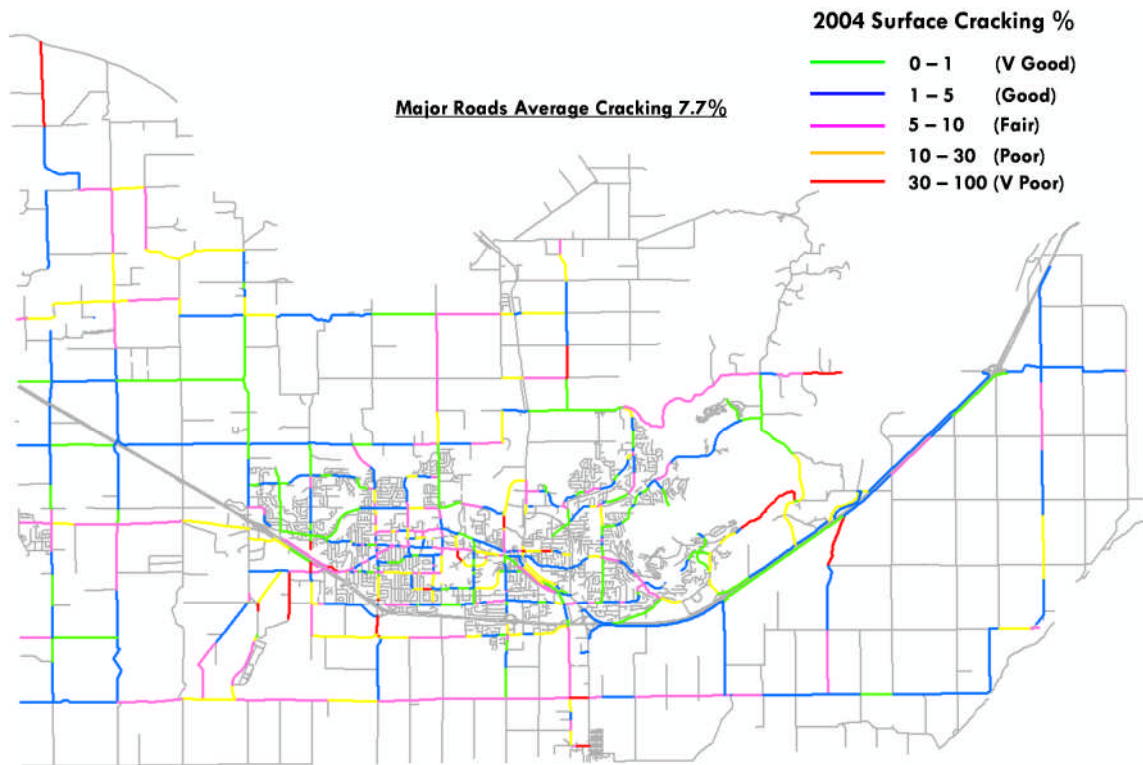 2004 Surface Cracking %
0 – 1 (V Good)
1 – 5 (Good)
5 – 10 (Fair)
10 – 30 (Poor)
30 – 100 (V Poor)
Major Roads Average Cracking 7.7%